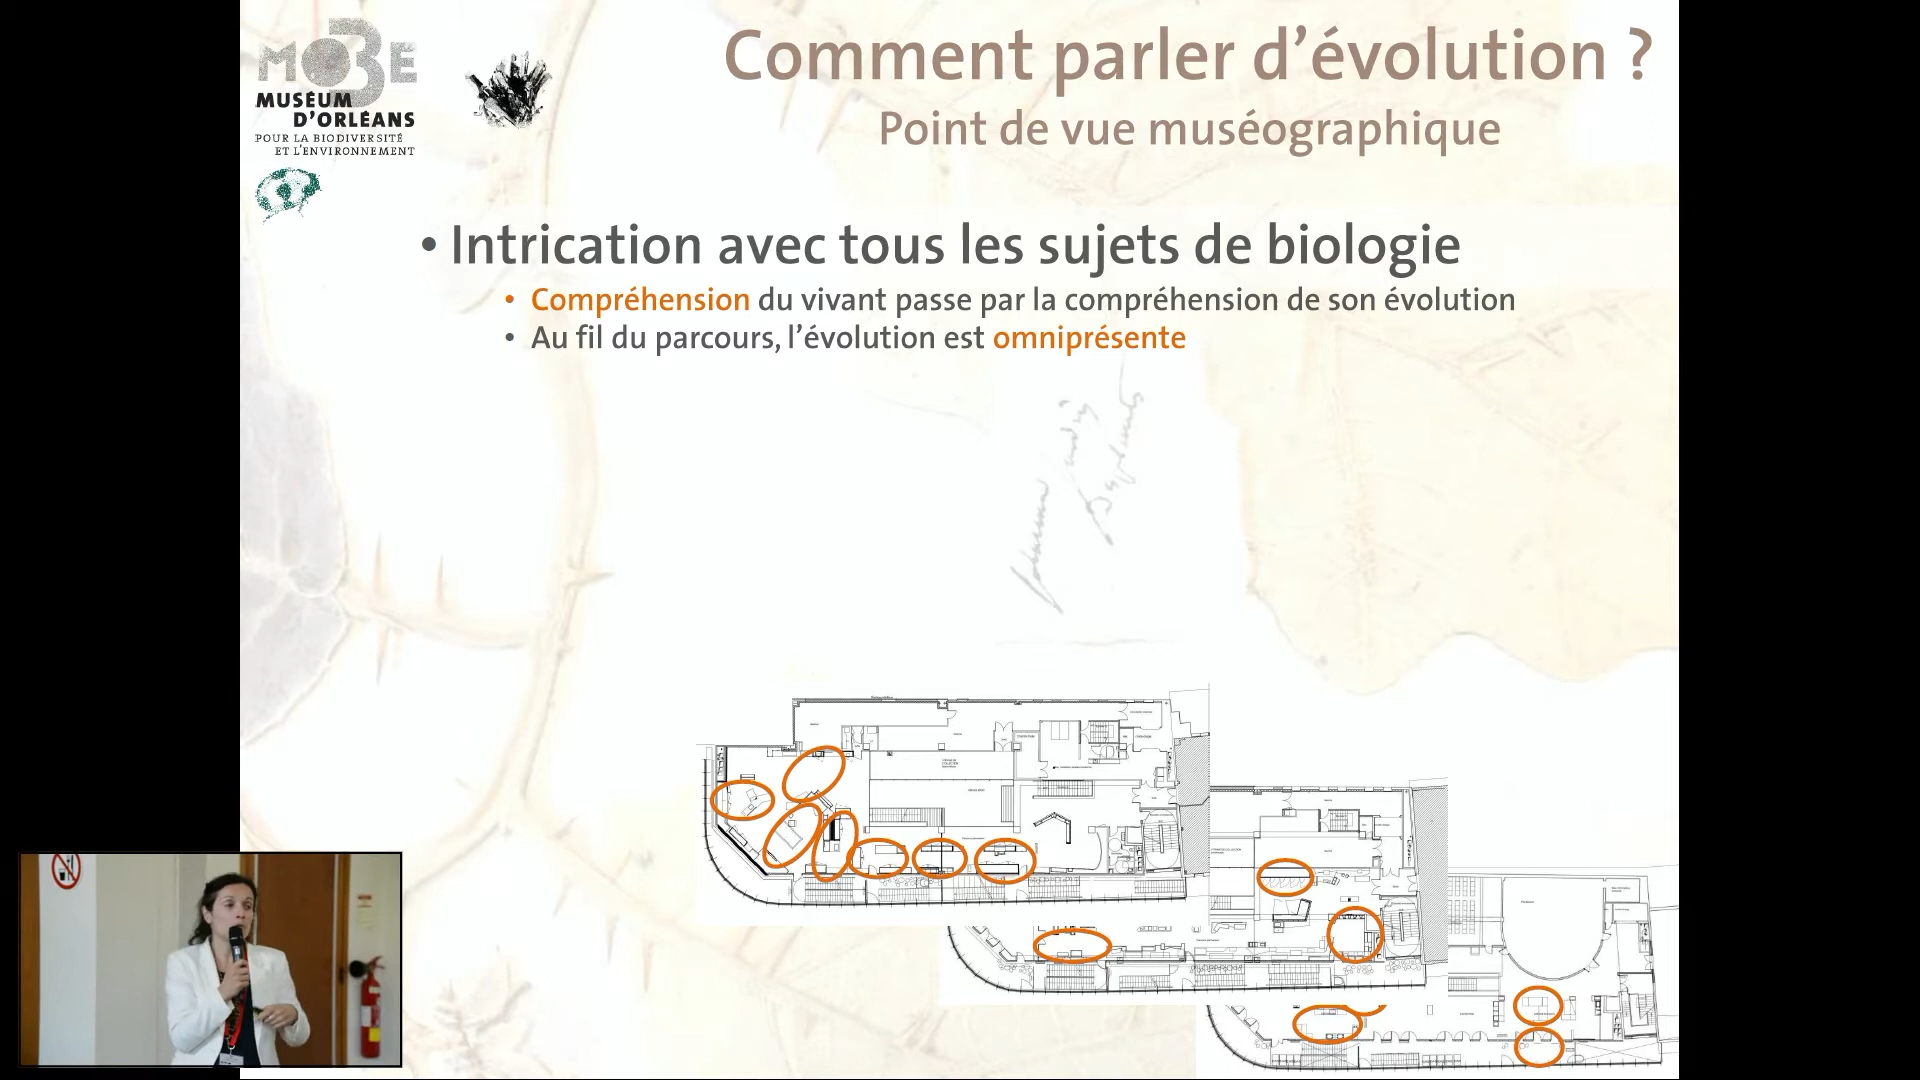 MOBE
MUSÉUM
D'ORLÉANS
POUR LA BIODIVERSITÉ
ET L'ENVIRONNEMENT
Comment parler d'évolution ?
Point de vue muséographique
• Intrication avec tous les sujets de biologie
• Compréhension du vivant passe par la compréhension de son évolution
• Au fil du parcours, l'évolution est omniprésente